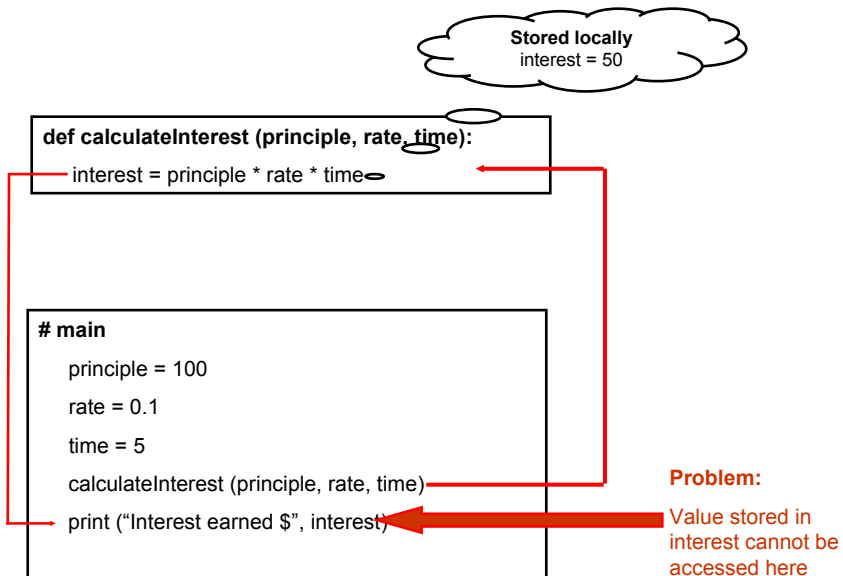 Stored locally
interest = 50
def calculateInterest (principle, rate, time):
interest = principle * rate * time
# main
principle = 100
rate = 0.1
time = 5
calculateInterest (principle, rate, time)
print (“Interest earned $”, interest)
Problem:
Value stored in
interest cannot be
accessed here